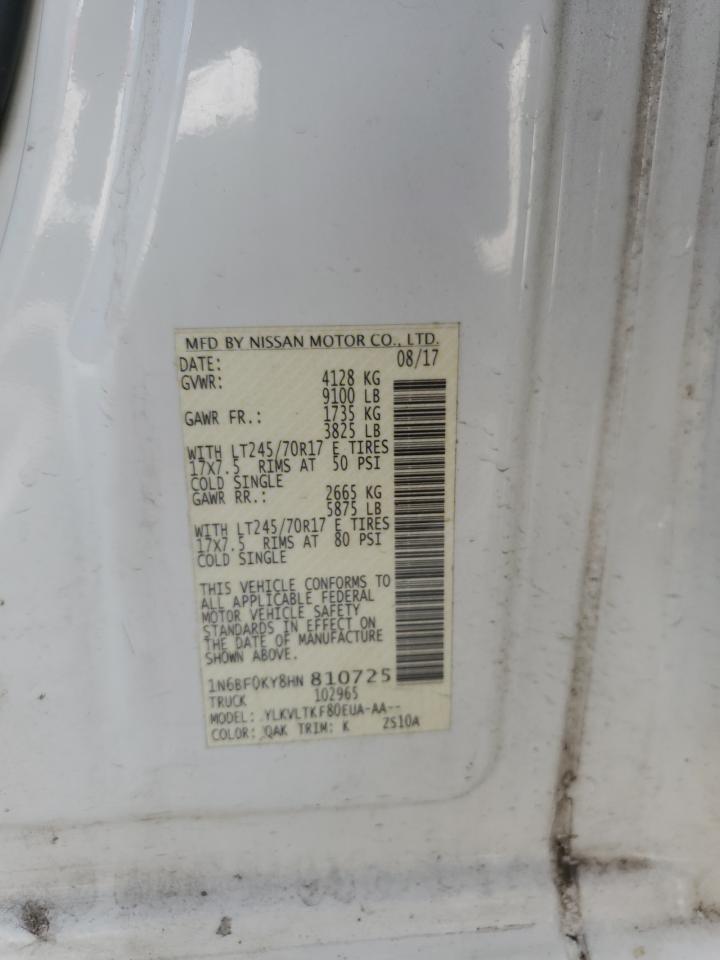 MFD BY NISSAN MOTOR CO., LTD.
DATE: 08/17
GVWR: 4128 KG
9100 LB
GAWR FR.: 1735 KG
3825 LB
WITH LT245/70R17 E TIRES
17X7.5 RIMS AT 50 PSI
COLD SINGLE
GAWR RR.: 2665 KG
5875 LB
WITH LT245/70R17 E TIRES
17X7.5 RIMS AT 80 PSI
COLD SINGLE
THIS VEHICLE CONFORMS TO
ALL APPLICABLE FEDERAL
MOTOR VEHICLE SAFETY
STANDARDS IN EFFECT ON
THE DATE OF MANUFACTURE
SHOWN ABOVE.
1N6BF0KY8HN 810725
TRUCK 102965
MODEL: YLKVLTKF80EUA-AA--
COLOR: QAK TRIM: K 2S10A